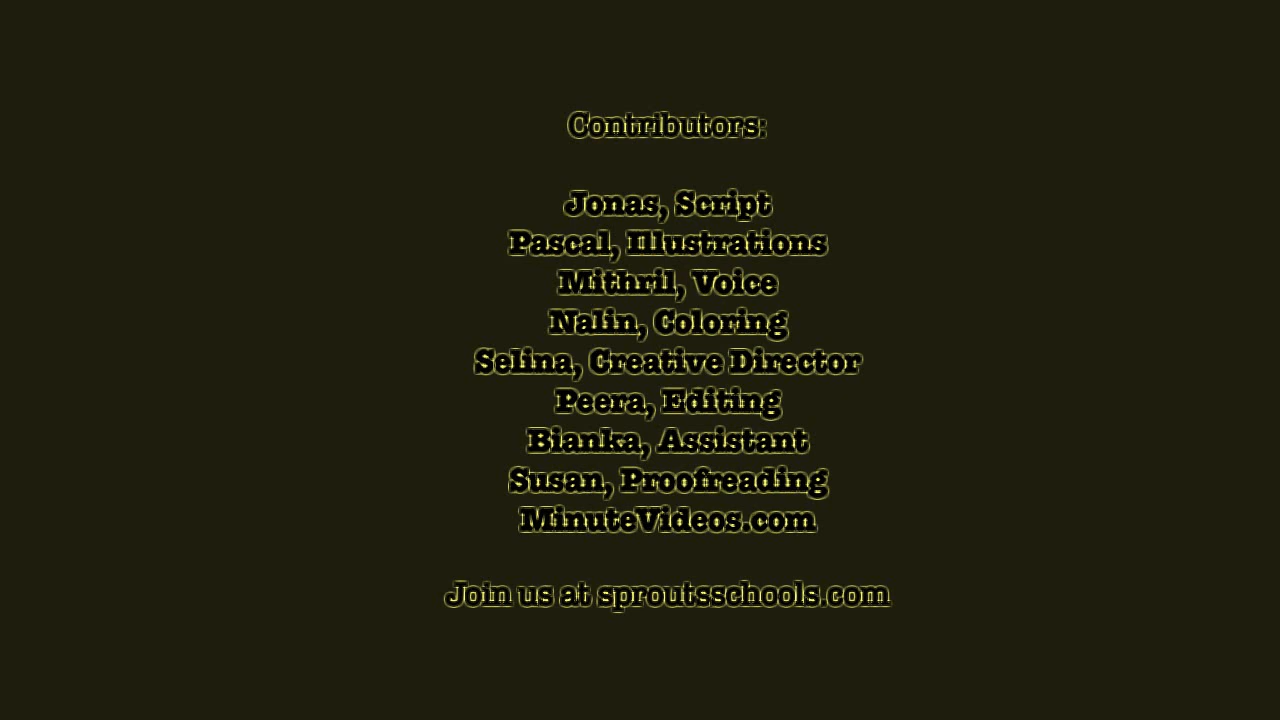 Contributors:
Jonas, Script
Pascal, Illustrations
Mithril, Voice
Nalin, Coloring
Selina, Creative Director
Peera, Editing
Bianka, Assistant
Susan, Proofreading
MinuteVideos.com
Join us at sproutsschools.com